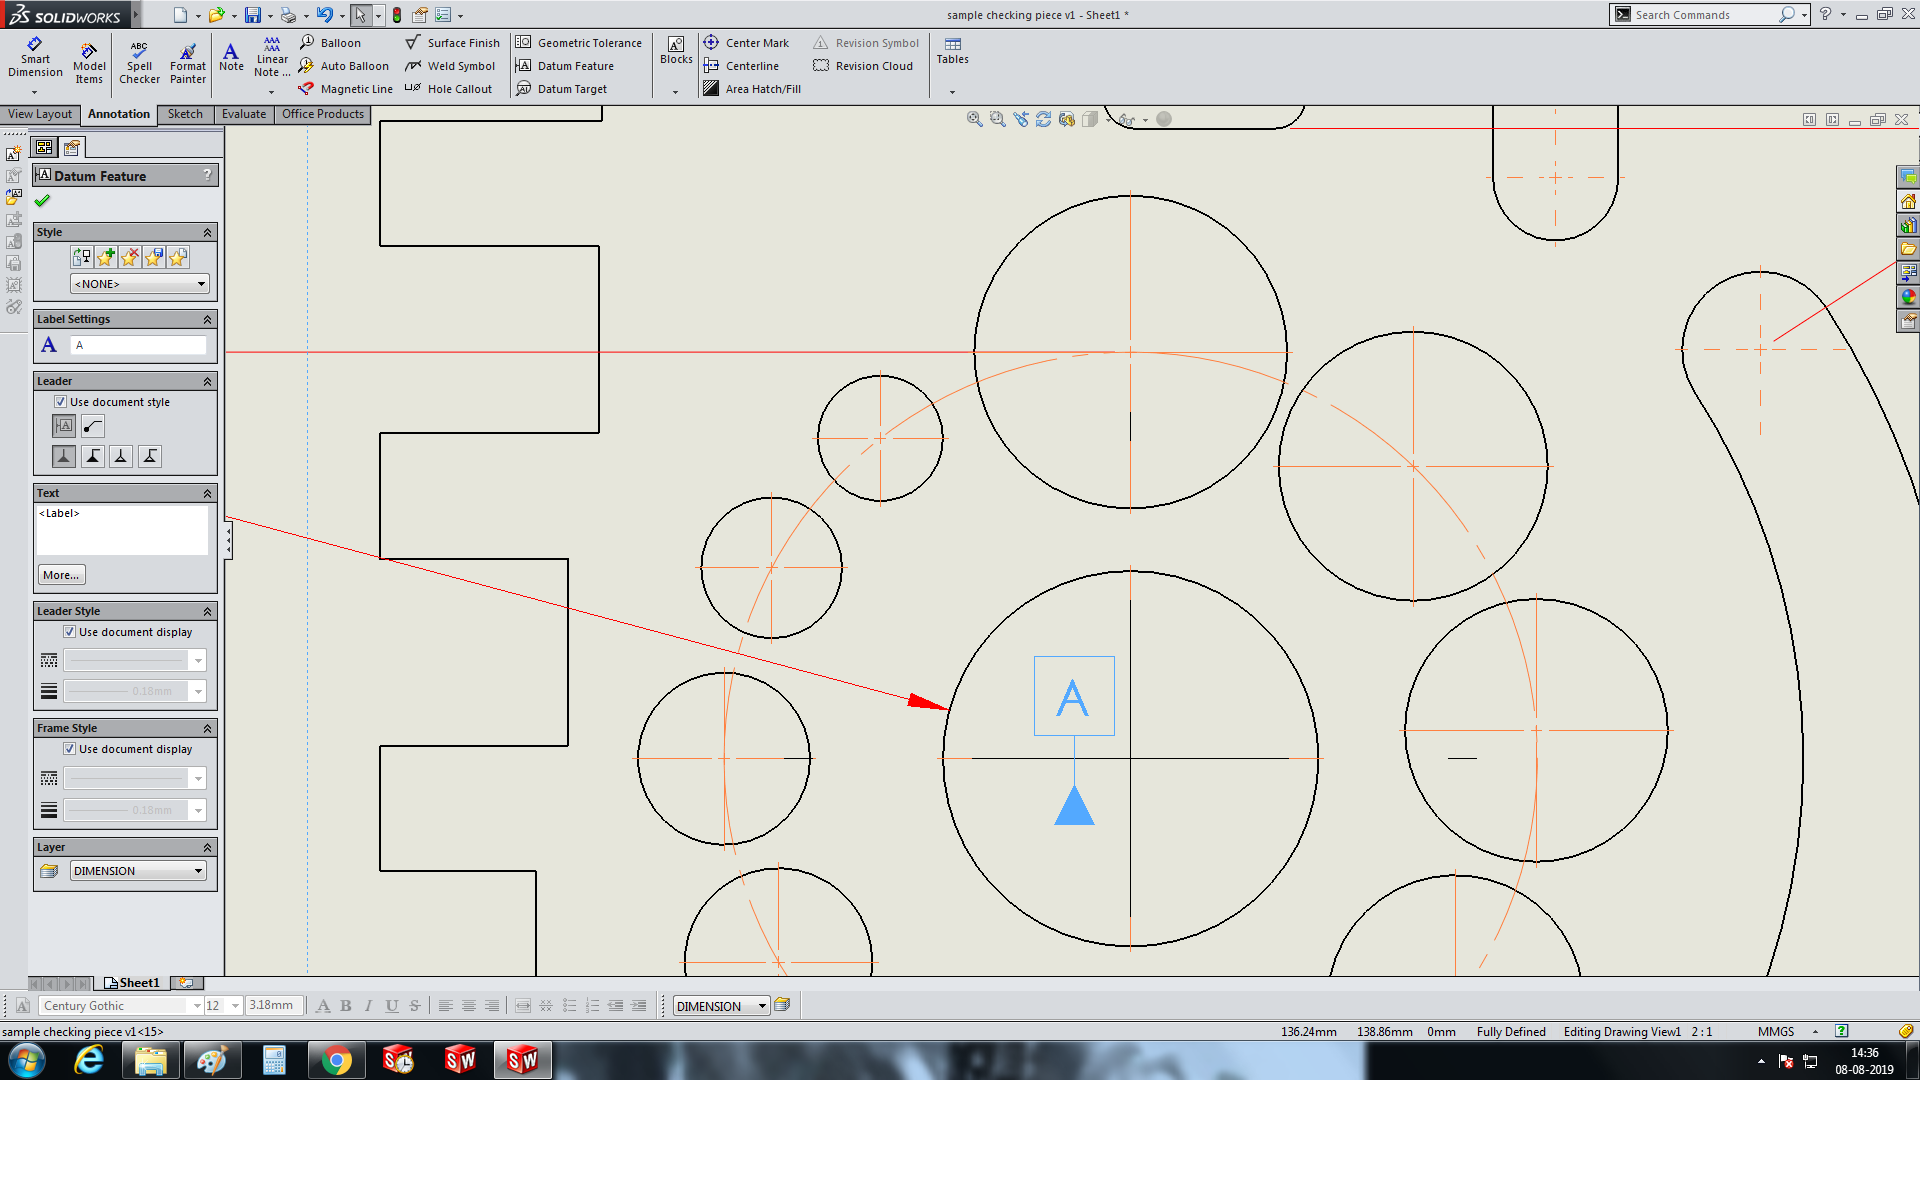 SOLIDWORKS
sample checking piece v1 - Sheet1 *
Search Commands
Smart Dimension
Model Items
ABC
Spell Checker
Format Painter
A
Note
AAA
AAA
Linear Note ...
Balloon
Auto Balloon
Magnetic Line
Surface Finish
Weld Symbol
Hole Callout
Geometric Tolerance
Datum Feature
Datum Target
Blocks
Center Mark
Centerline
Area Hatch/Fill
Revision Symbol
Revision Cloud
Tables
View Layout
Annotation
Sketch
Evaluate
Office Products
Datum Feature
?
Style
<NONE>
Label Settings
A
A
Leader
Use document style
Text
<Label>
More...
Leader Style
Use document display
0.18mm
Frame Style
Use document display
0.18mm
Layer
DIMENSION
A
Sheet1
Century Gothic
12
3.18mm
A B I U S
DIMENSION
sample checking piece v1<15>
136.24mm
138.86mm
0mm
Fully Defined
Editing Drawing View1
2 : 1
MMGS
14:36
08-08-2019